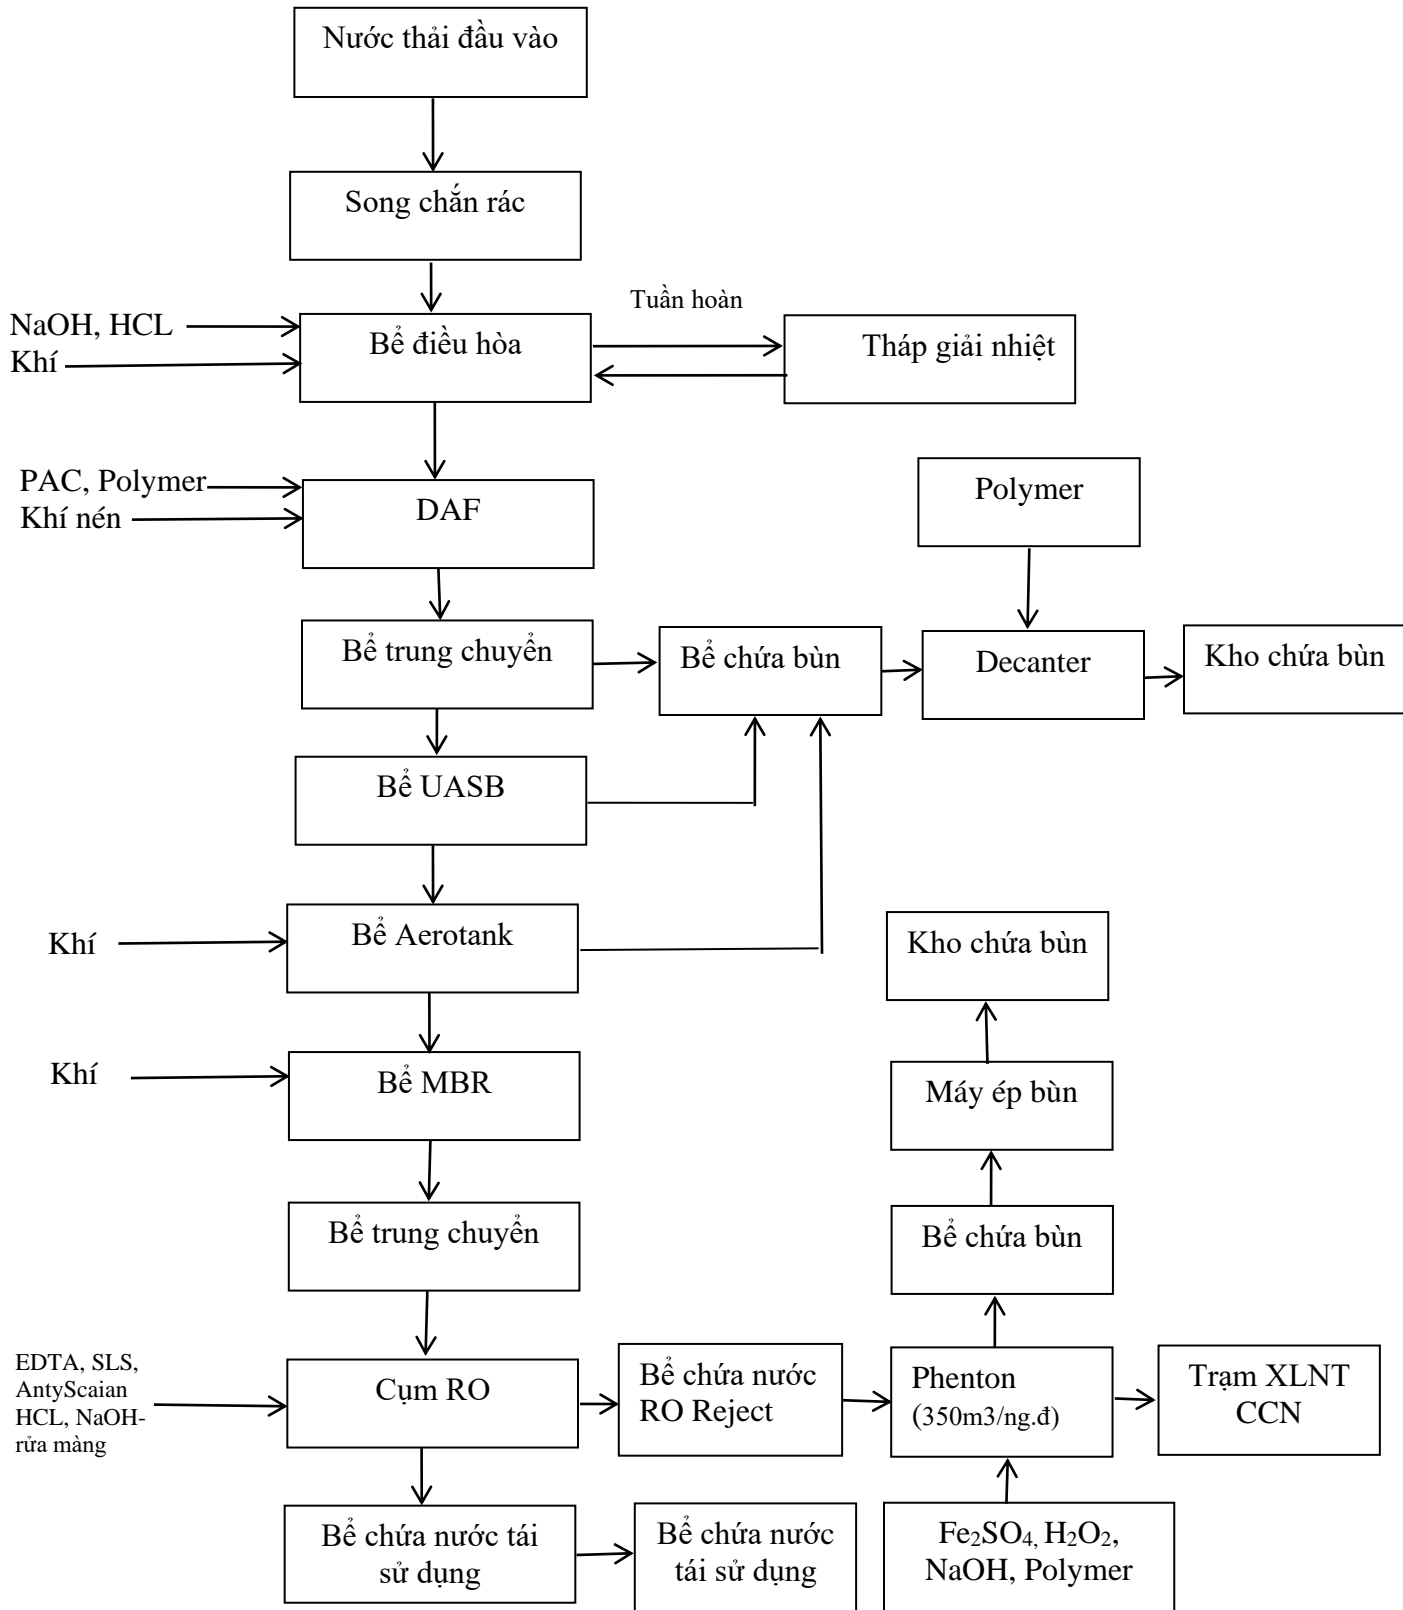 Nước thải đầu vào
Song chắn rác
Tuần hoàn
NaOH, HCL
Khí
Bể điều hòa
Tháp giải nhiệt
PAC, Polymer
Khí nén
DAF
Polymer
Bể trung chuyển
Bể chứa bùn
Decanter
Kho chứa bùn
Bể UASB
Khí
Bể Aerotank
Kho chứa bùn
Khí
Bể MBR
Máy ép bùn
Bể trung chuyển
Bể chứa bùn
EDTA, SLS,
AntyScaian
HCL, NaOH-
rửa màng
Cụm RO
Bể chứa nước
RO Reject
Phenton
(350m3/ng.đ)
Trạm XLNT
CCN
Bể chứa nước tái
sử dụng
Bể chứa nước
tái sử dụng
Fe₂SO₄, H₂O₂,
NaOH, Polymer